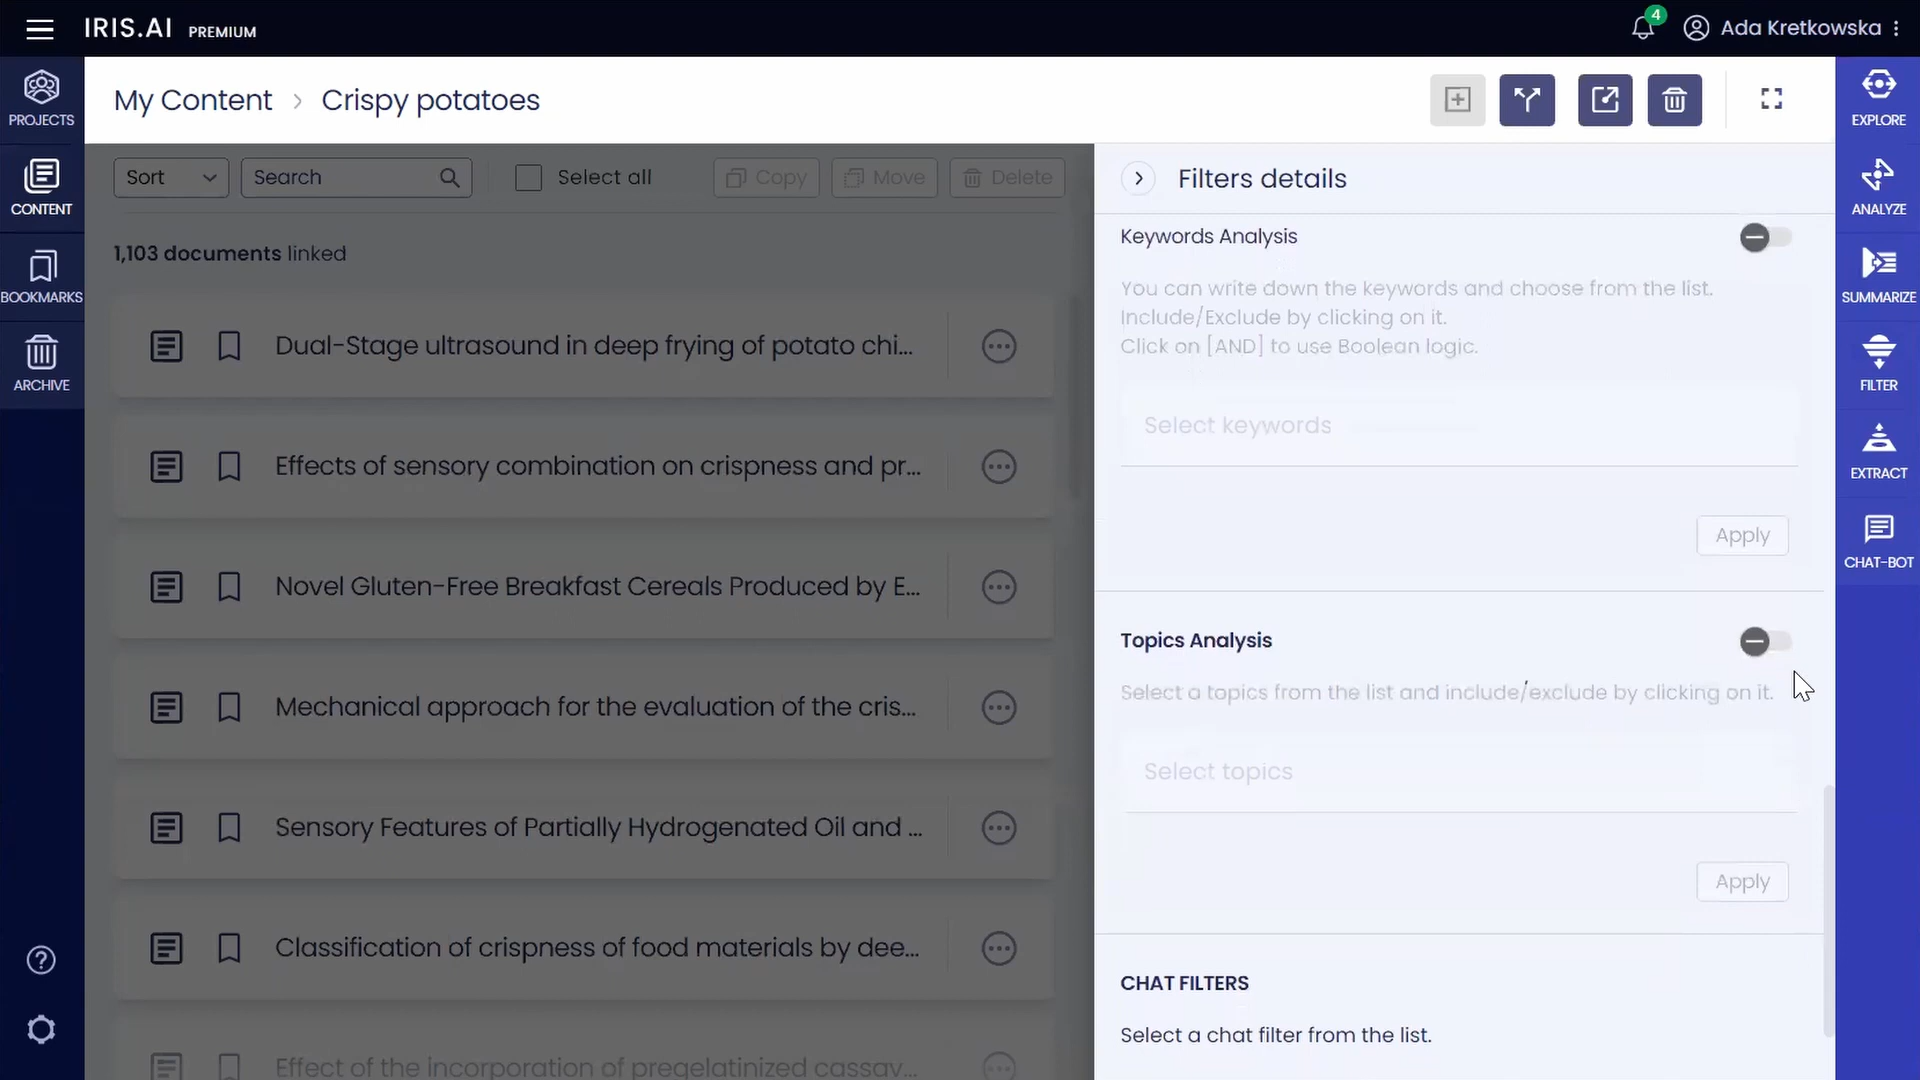 IRIS.AI PREMIUM
4
Ada Kretkowska
PROJECTS
CONTENT
BOOKMARKS
ARCHIVE
My Content > Crispy potatoes
Sort
Search
Select all
Copy
Move
Delete
1,103 documents linked
Dual-Stage ultrasound in deep frying of potato chi...
Effects of sensory combination on crispness and pr...
Novel Gluten-Free Breakfast Cereals Produced by E...
Mechanical approach for the evaluation of the cris...
Sensory Features of Partially Hydrogenated Oil and ...
Classification of crispness of food materials by dee...
Effect of the incorporation of pregelatinized cassav...
Filters details
Keywords Analysis
You can write down the keywords and choose from the list.
Include/Exclude by clicking on it.
Click on [AND] to use Boolean logic.
Select keywords
Apply
Topics Analysis
Select a topics from the list and include/exclude by clicking on it.
Select topics
Apply
CHAT FILTERS
Select a chat filter from the list.
EXPLORE
ANALYZE
SUMMARIZE
FILTER
EXTRACT
CHAT-BOT